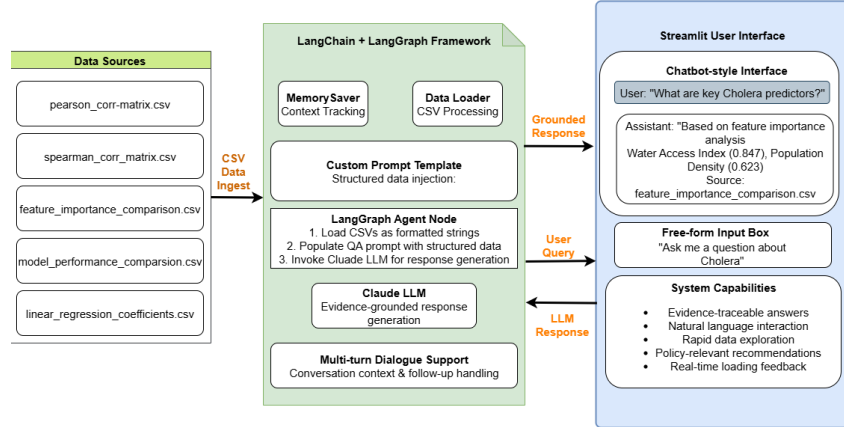 Data Sources
pearson_corr-matrix.csv
spearman_corr_matrix.csv
feature_importance_comparison.csv
model_performance_comparsion.csv
linear_regression_coefficients.csv
CSV
Data
Ingest
LangChain + LangGraph Framework
MemorySaver
Context Tracking
Data Loader
CSV Processing
Custom Prompt Template
Structured data injection:
LangGraph Agent Node
1. Load CSVs as formatted strings
2. Populate QA prompt with structured data
3. Invoke Cluade LLM for response generation
Claude LLM
Evidence-grounded response
generation
Multi-turn Dialogue Support
Conversation context & follow-up handling
Grounded
Response
User
Query
LLM
Response
Streamlit User Interface
Chatbot-style Interface
User: "What are key Cholera predictors?"
Assistant: "Based on feature importance
analysis
Water Access Index (0.847), Population
Density (0.623)
Source:
feature_importance_comparison.csv
Free-form Input Box
"Ask me a question about
Cholera"
System Capabilities
• Evidence-traceable answers
• Natural language interaction
• Rapid data exploration
• Policy-relevant recommendations
• Real-time loading feedback